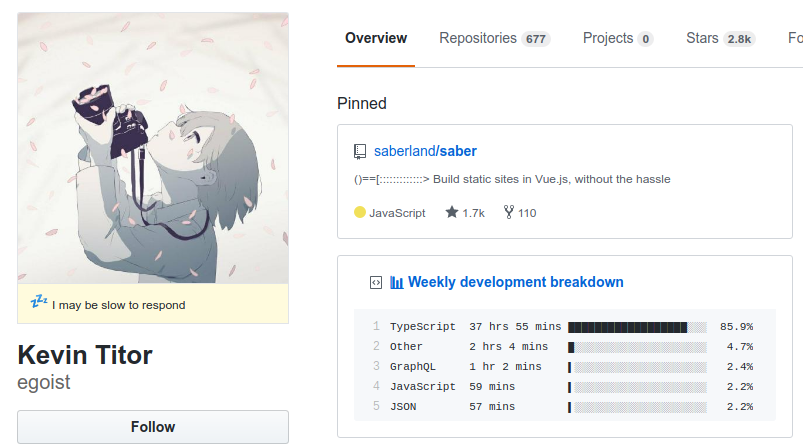 Overview Repositories 677 Projects 0 Stars 2.8k Fo
Pinned
saberland/saber
()==[:::::::::::::> Build static sites in Vue.js, without the hassle
JavaScript 1.7k 110
Weekly development breakdown
1 TypeScript 37 hrs 55 mins 85.9%
2 Other 2 hrs 4 mins 4.7%
3 GraphQL 1 hr 2 mins 2.4%
4 JavaScript 59 mins 2.2%
5 JSON 57 mins 2.2%
💤 I may be slow to respond
Kevin Titor
egoist
Follow